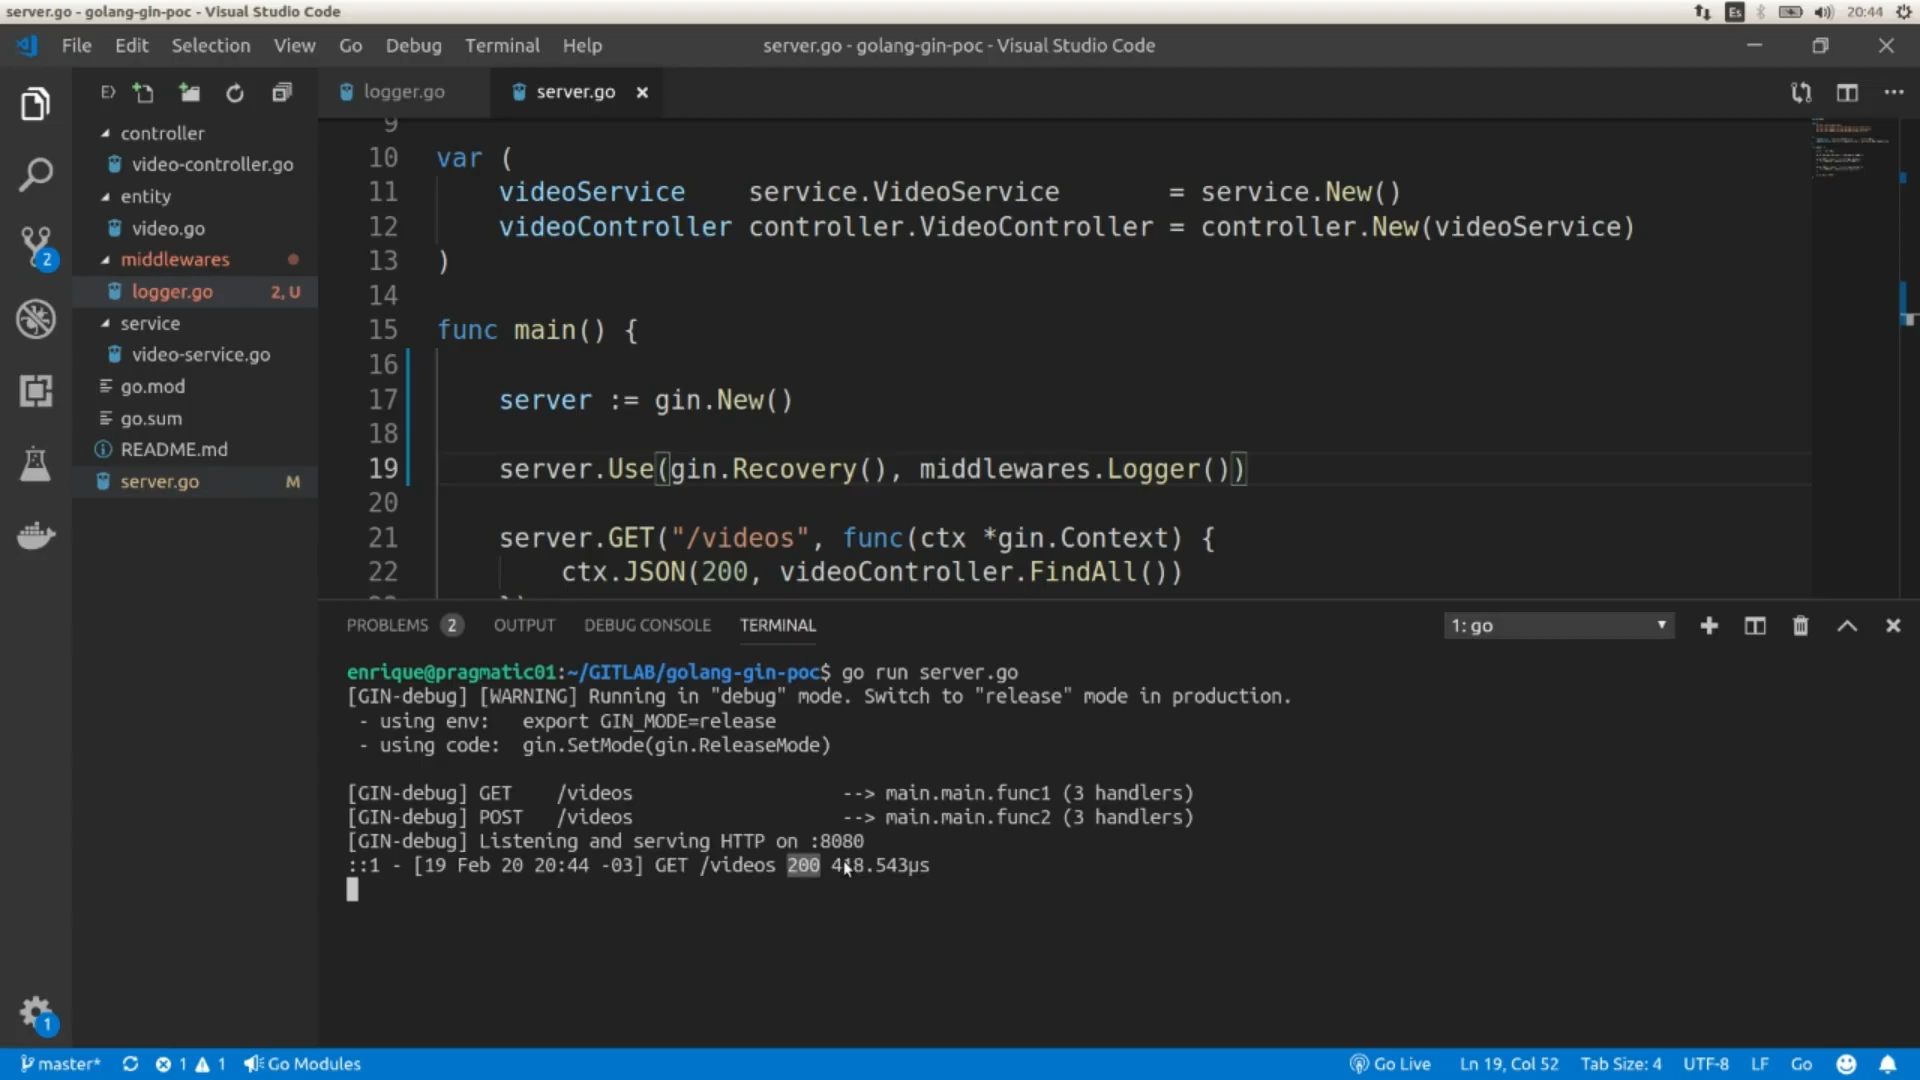 server.go - golang-gin-poc - Visual Studio Code
Es 20:44
File Edit Selection View Go Debug Terminal Help
server.go - golang-gin-poc - Visual Studio Code
logger.go server.go
controller
video-controller.go
entity
video.go
middlewares
logger.go 2, U
service
video-service.go
go.mod
go.sum
README.md
server.go M
2
1
9
10 var (
11 videoService service.VideoService = service.New()
12 videoController controller.VideoController = controller.New(videoService)
13 )
14
15 func main() {
16
17 server := gin.New()
18
19 server.Use(gin.Recovery(), middlewares.Logger())
20
21 server.GET("/videos", func(ctx *gin.Context) {
22 ctx.JSON(200, videoController.FindAll())
PROBLEMS 2 OUTPUT DEBUG CONSOLE TERMINAL 1: go
enrique@pragmatic01:~/GITLAB/golang-gin-poc$ go run server.go
[GIN-debug] [WARNING] Running in "debug" mode. Switch to "release" mode in production.
- using env: export GIN_MODE=release
- using code: gin.SetMode(gin.ReleaseMode)
[GIN-debug] GET /videos --> main.main.func1 (3 handlers)
[GIN-debug] POST /videos --> main.main.func2 (3 handlers)
[GIN-debug] Listening and serving HTTP on :8080
::1 - [19 Feb 20 20:44 -03] GET /videos 200 418.543µs
master* 1 1 Go Modules Go Live Ln 19, Col 52 Tab Size: 4 UTF-8 LF Go